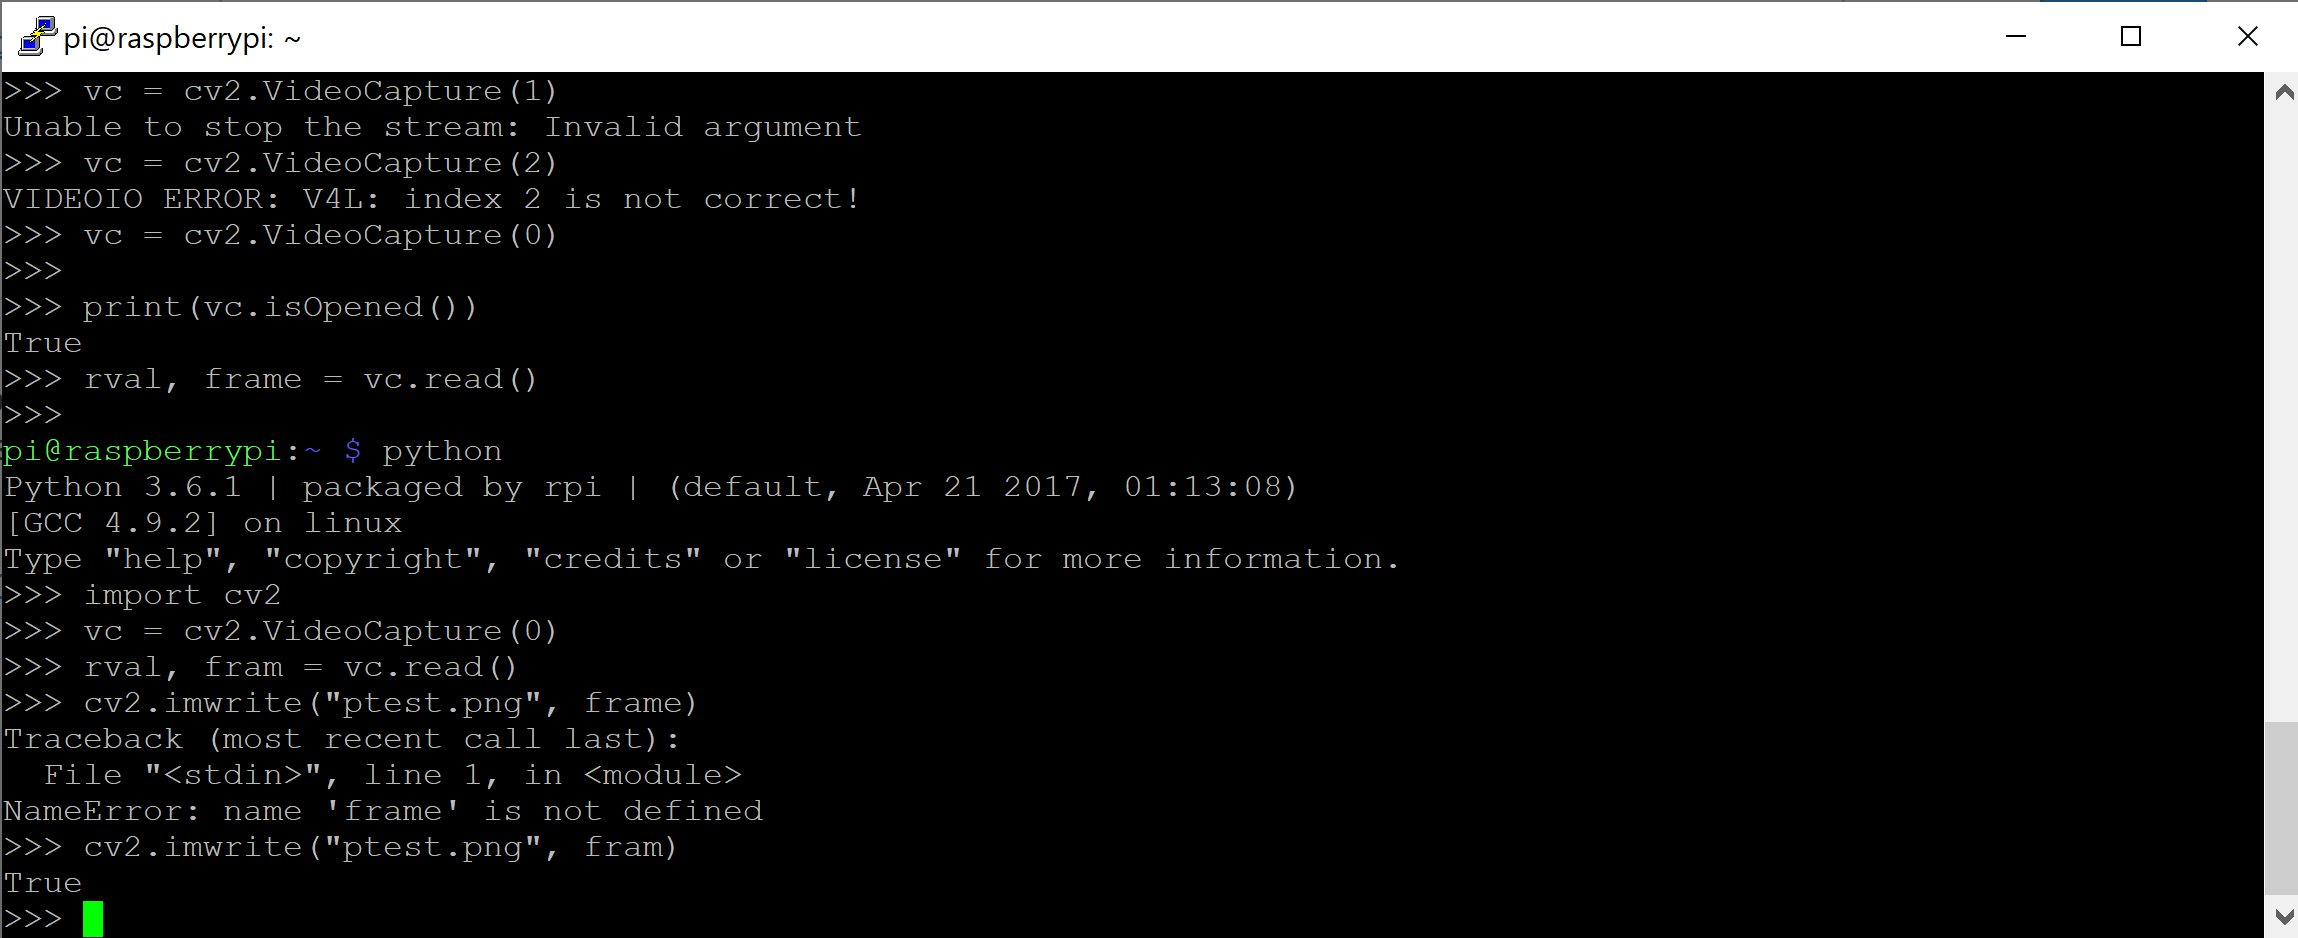 pi@raspberrypi: ~
>>> vc = cv2.VideoCapture(1)
Unable to stop the stream: Invalid argument
>>> vc = cv2.VideoCapture(2)
VIDEOIO ERROR: V4L: index 2 is not correct!
>>> vc = cv2.VideoCapture(0)
>>>
>>> print(vc.isOpened())
True
>>> rval, frame = vc.read()
>>>
pi@raspberrypi:~ $ python
Python 3.6.1 | packaged by rpi | (default, Apr 21 2017, 01:13:08)
[GCC 4.9.2] on linux
Type "help", "copyright", "credits" or "license" for more information.
>>> import cv2
>>> vc = cv2.VideoCapture(0)
>>> rval, fram = vc.read()
>>> cv2.imwrite("ptest.png", frame)
Traceback (most recent call last):
  File "<stdin>", line 1, in <module>
NameError: name 'frame' is not defined
>>> cv2.imwrite("ptest.png", fram)
True
>>>